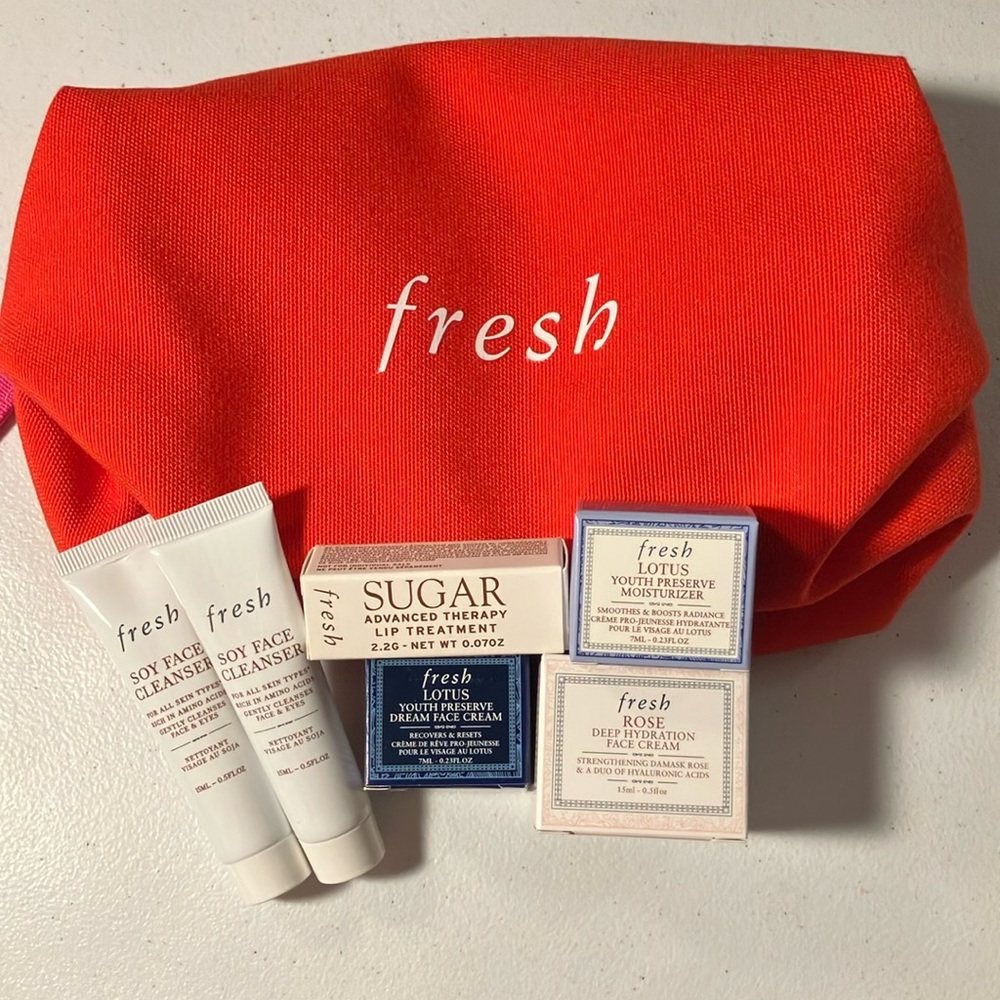 fresh
fresh
SOY FACE
CLEANSER
FOR ALL SKIN TYPES
RICH IN AMINO ACIDS
GENTLY CLEANSES
FACE & EYES
NETTOYANT
VISAGE AU SOJA
15ML - 0.5FLOZ
fresh
SOY FACE
CLEANSER
FOR ALL SKIN TYPES
RICH IN AMINO ACIDS
GENTLY CLEANSES
FACE & EYES
NETTOYANT
VISAGE AU SOJA
15ML - 0.5FLOZ
fresh
SUGAR
ADVANCED THERAPY
LIP TREATMENT
2.2G - NET WT 0.07OZ
fresh
LOTUS
YOUTH PRESERVE
MOISTURIZER
SMOOTHES & BOOSTS RADIANCE
CRÈME PRO-JEUNESSE HYDRATANTE
POUR LE VISAGE AU LOTUS
7ML - 0.23FL OZ
fresh
LOTUS
YOUTH PRESERVE
DREAM FACE CREAM
RECOVERS & RESETS
CRÈME DE RÊVE PRO-JEUNESSE
POUR LE VISAGE AU LOTUS
7ML - 0.23FL OZ
fresh
ROSE
DEEP HYDRATION
FACE CREAM
STRENGTHENING DAMASK ROSE
& A DUO OF HYALURONIC ACIDS
15ml - 0.5fl oz